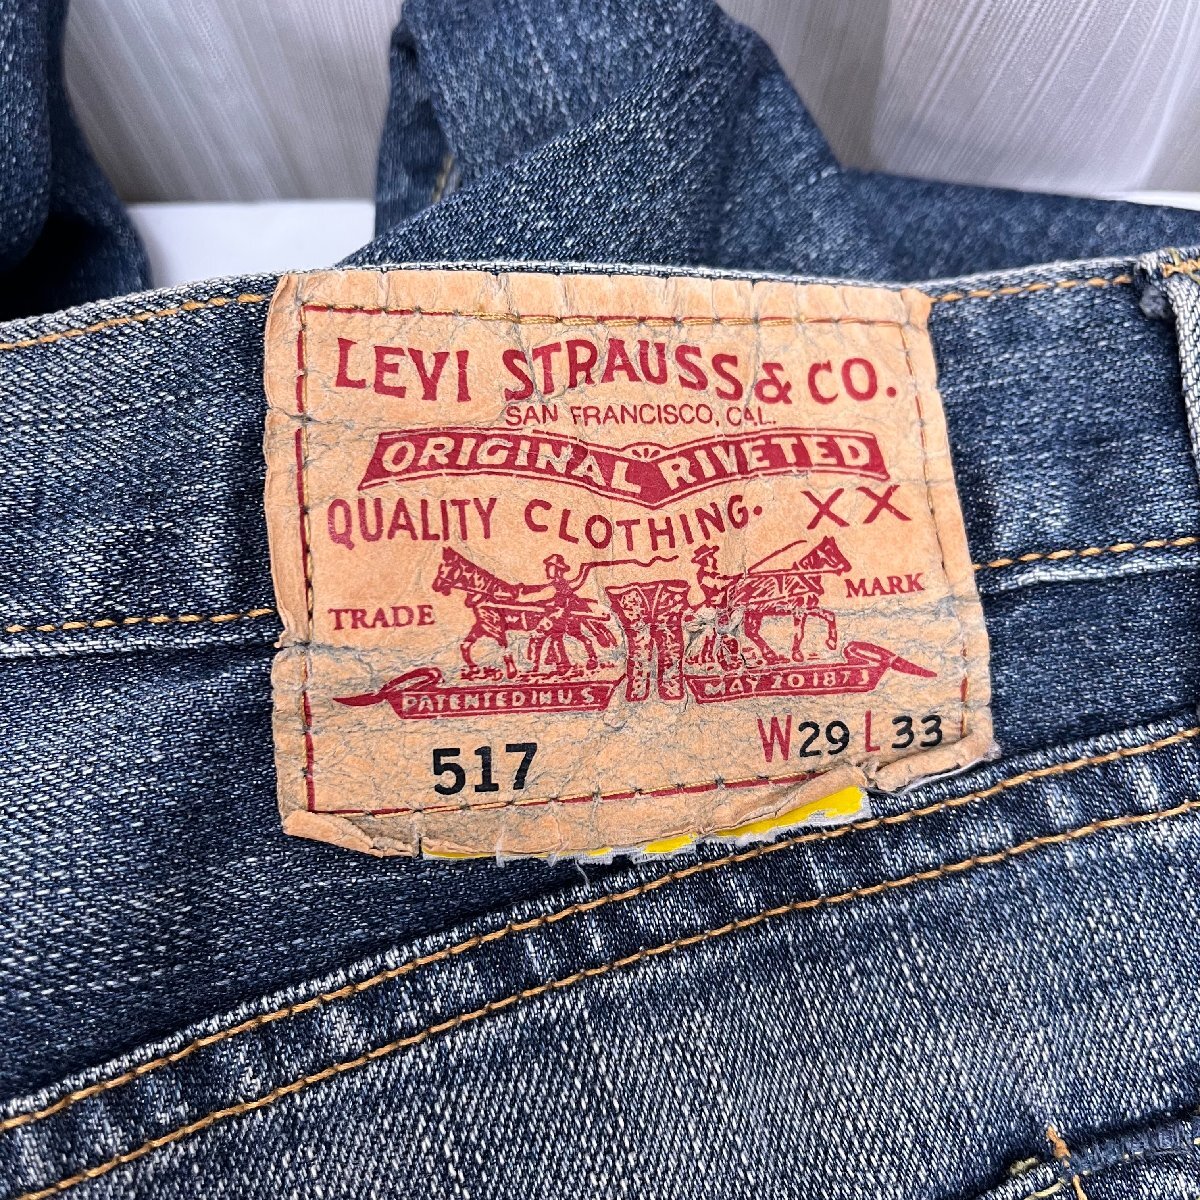 LEVI STRAUSS & CO.
SAN FRANCISCO, CAL.
ORIGINAL RIVETED
QUALITY CLOTHING. XX
TRADE MARK
PATENTED IN U.S. MAY 20 1873
517 W29 L33